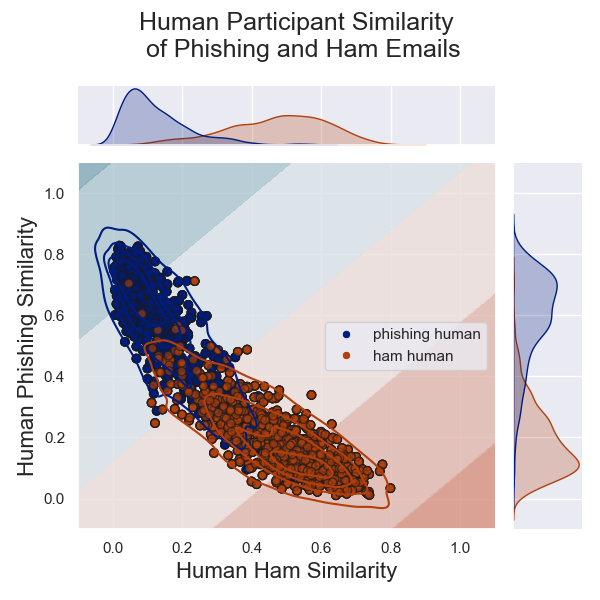 Human Participant Similarity
of Phishing and Ham Emails
1.0
0.8
0.6
0.4
0.2
0.0
Human Phishing Similarity
phishing human
ham human
0.0 0.2 0.4 0.6 0.8 1.0
Human Ham Similarity